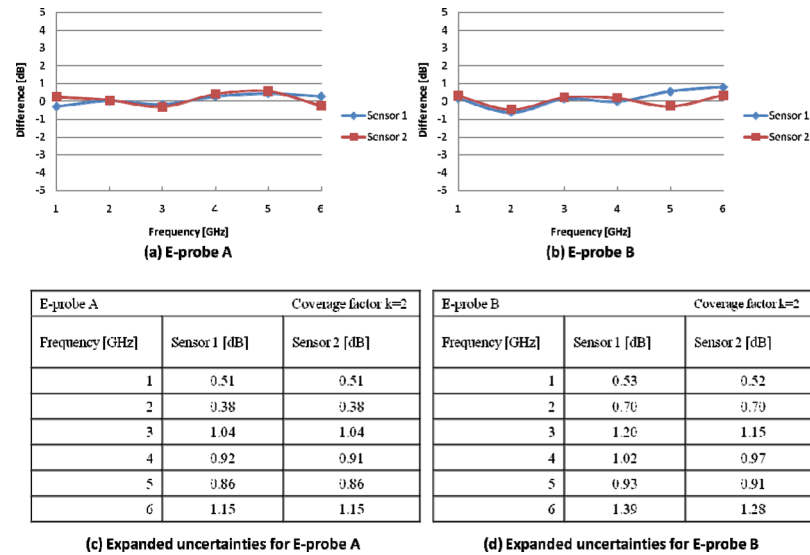 5
4
3
2
1
0
-1
-2
-3
-4
-5
Difference [dB]
1 2 3 4 5 6
Frequency [GHz]
Sensor 1
Sensor 2
(a) E-probe A
5
4
3
2
1
0
-1
-2
-3
-4
-5
Difference [dB]
1 2 3 4 5 6
Frequency [GHz]
Sensor 1
Sensor 2
(b) E-probe B
E-probe A Coverage factor k=2
Frequency [GHz] Sensor 1 [dB] Sensor 2 [dB]
1 0.51 0.51
2 0.38 0.38
3 1.04 1.04
4 0.92 0.91
5 0.86 0.86
6 1.15 1.15
(c) Expanded uncertainties for E-probe A
E-probe B Coverage factor k=2
Frequency [GHz] Sensor 1 [dB] Sensor 2 [dB]
1 0.53 0.52
2 0.70 0.70
3 1.20 1.15
4 1.02 0.97
5 0.93 0.91
6 1.39 1.28
(d) Expanded uncertainties for E-probe B